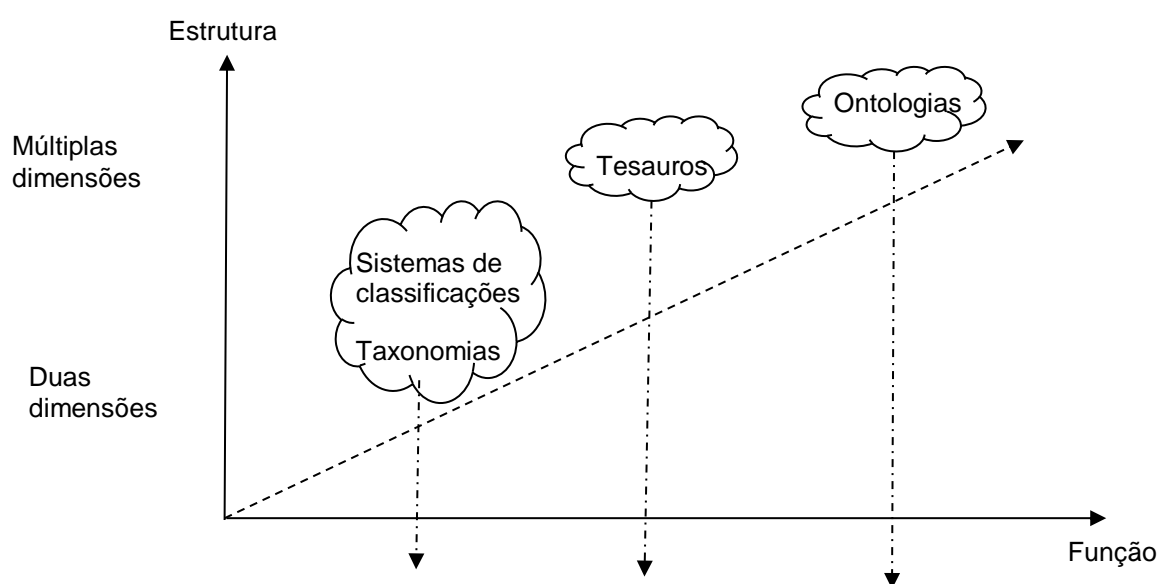 Estrutura
Ontologias
Múltiplas
dimensões
Tesauros
Sistemas de
classificações
Taxonomias
Duas
dimensões
Função